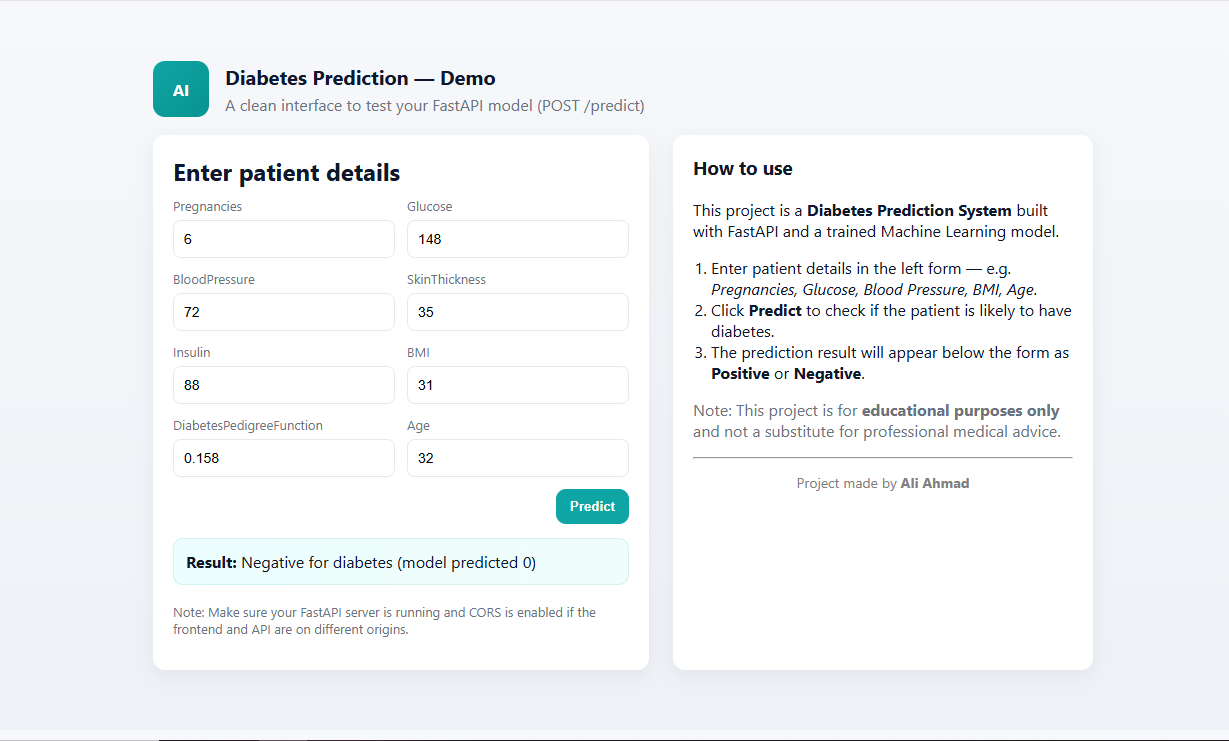 AI
Diabetes Prediction — Demo
A clean interface to test your FastAPI model (POST /predict)
Enter patient details
Pregnancies
6
Glucose
148
BloodPressure
72
SkinThickness
35
Insulin
88
BMI
31
DiabetesPedigreeFunction
0.158
Age
32
Predict
Result: Negative for diabetes (model predicted 0)
Note: Make sure your FastAPI server is running and CORS is enabled if the
frontend and API are on different origins.
How to use
This project is a Diabetes Prediction System built
with FastAPI and a trained Machine Learning model.
1. Enter patient details in the left form — e.g.
Pregnancies, Glucose, Blood Pressure, BMI, Age.
2. Click Predict to check if the patient is likely to have
diabetes.
3. The prediction result will appear below the form as
Positive or Negative.
Note: This project is for educational purposes only
and not a substitute for professional medical advice.
Project made by Ali Ahmad